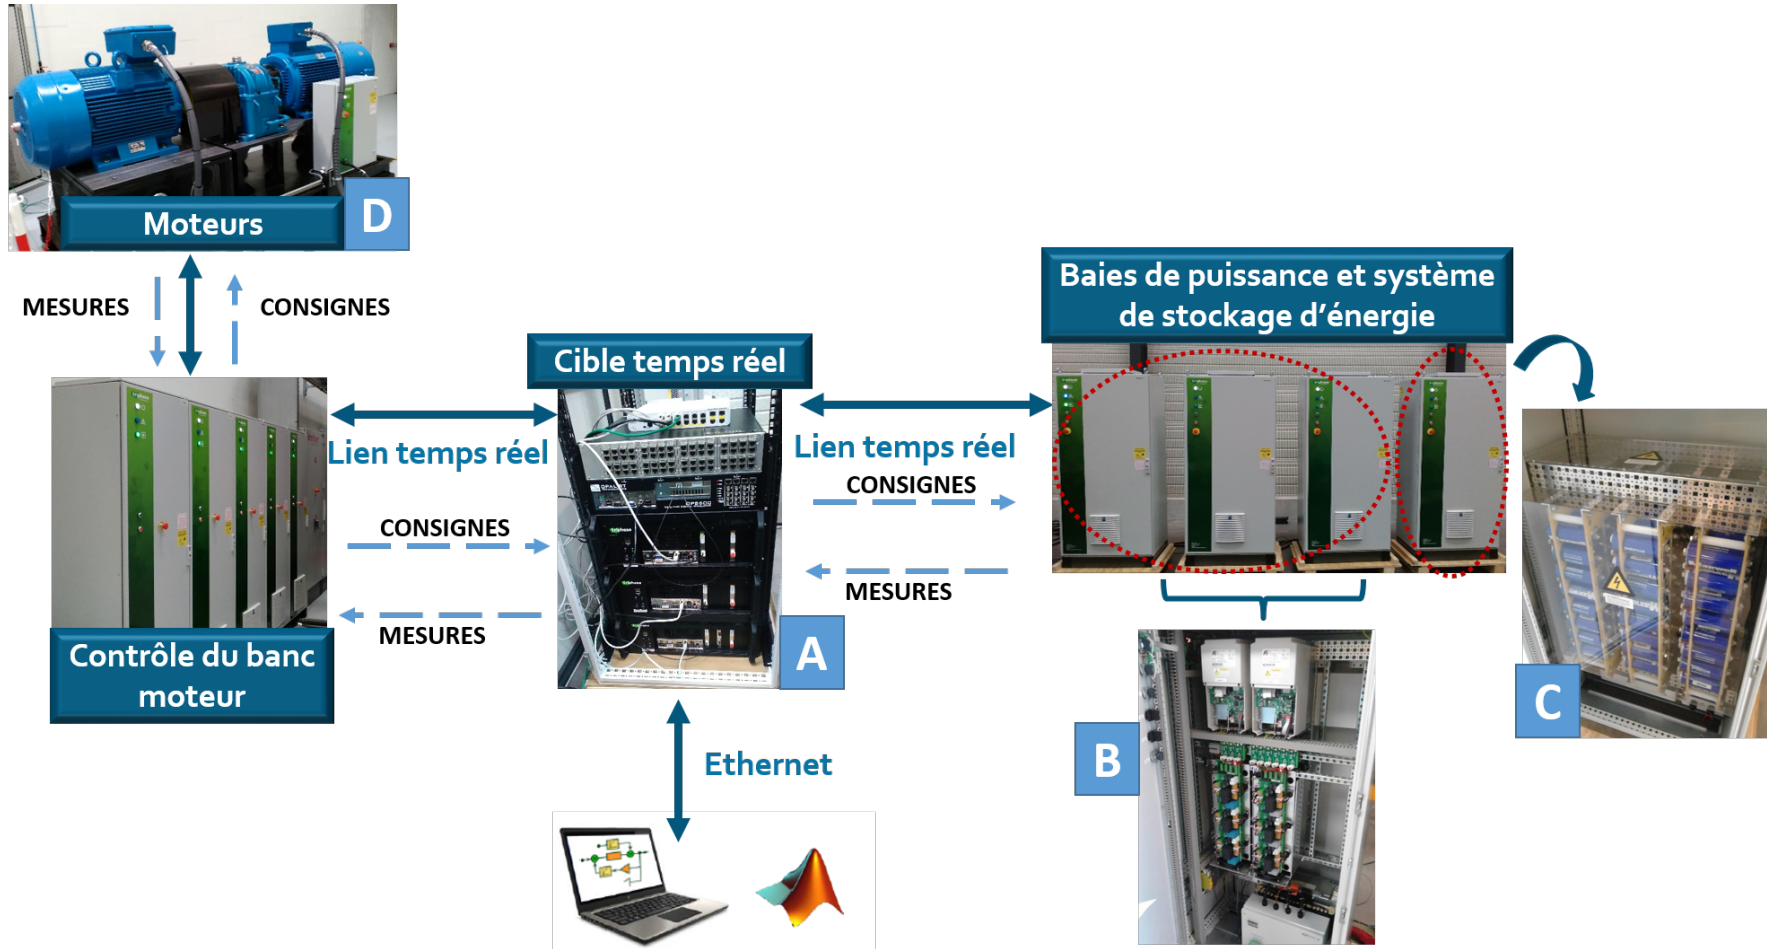 Moteurs
D
MESURES
CONSIGNES
Baies de puissance et système
de stockage d'énergie
Cible temps réel
Lien temps réel
Lien temps réel
CONSIGNES
CONSIGNES
MESURES
MESURES
A
Contrôle du banc
moteur
B
C
Ethernet